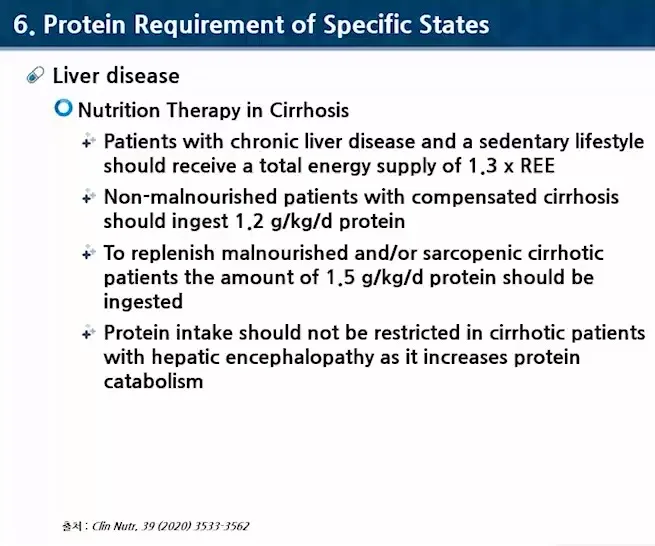 6. Protein Requirement of Specific States
Liver disease
Nutrition Therapy in Cirrhosis
Patients with chronic liver disease and a sedentary lifestyle
should receive a total energy supply of 1.3 x REE
Non-malnourished patients with compensated cirrhosis
should ingest 1.2 g/kg/d protein
To replenish malnourished and/or sarcopenic cirrhotic
patients the amount of 1.5 g/kg/d protein should be
ingested
Protein intake should not be restricted in cirrhotic patients
with hepatic encephalopathy as it increases protein
catabolism
출처 : Clin Nutr. 39 (2020) 3533-3562